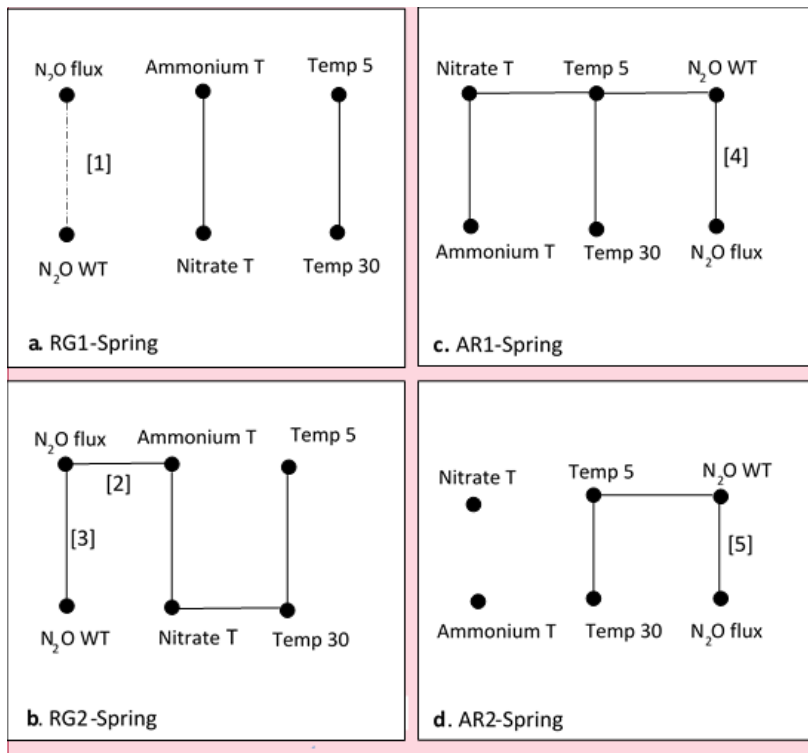 N₂O flux
Ammonium T
Temp 5
[1]
N₂O WT
Nitrate T
Temp 30
a. RG1-Spring
Nitrate T
Temp 5
N₂O WT
[4]
Ammonium T
Temp 30
N₂O flux
c. AR1-Spring
N₂O flux
Ammonium T
Temp 5
[2]
[3]
N₂O WT
Nitrate T
Temp 30
b. RG2-Spring
Nitrate T
Temp 5
N₂O WT
[5]
Ammonium T
Temp 30
N₂O flux
d. AR2-Spring